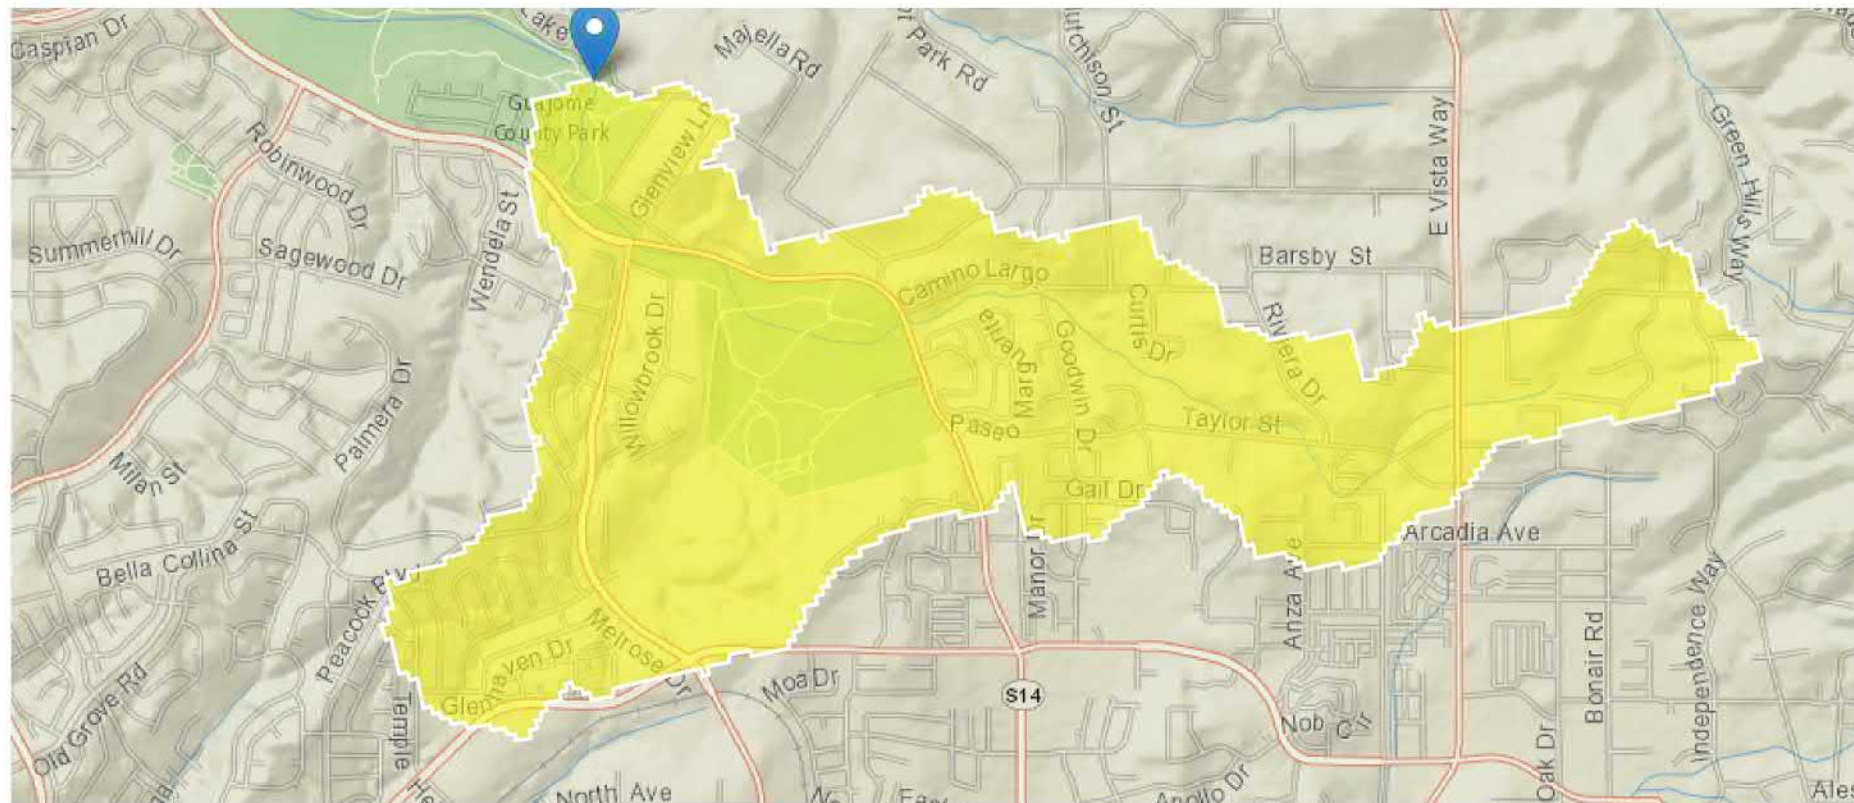 Caspian Dr
Lake
Majella Rd
Park Rd
Guajome
County Park
Robinwood Dr
Glenview Ln
E Vista Way
Green Hills Way
Wendela St
Summerhill Dr
Sagewood Dr
Barsby St
Camino Largo
Curtis Dr
Riviera Dr
Willowbrook Dr
Goodwin Dr
Palmera Dr
Paseo
Marg
Taylor St
Milan St
Gail Dr
Bella Collina St
Arcadia Ave
Peacock Blvd
Manor Dr
Anza Ave
Independence Way
Bonair Rd
Melrose Dr
Glenhaven Dr
Moa Dr
S14
Old Grove Rd
Temple
Nob Cir
Oak Dr
North Ave
Apollo Dr
Ales